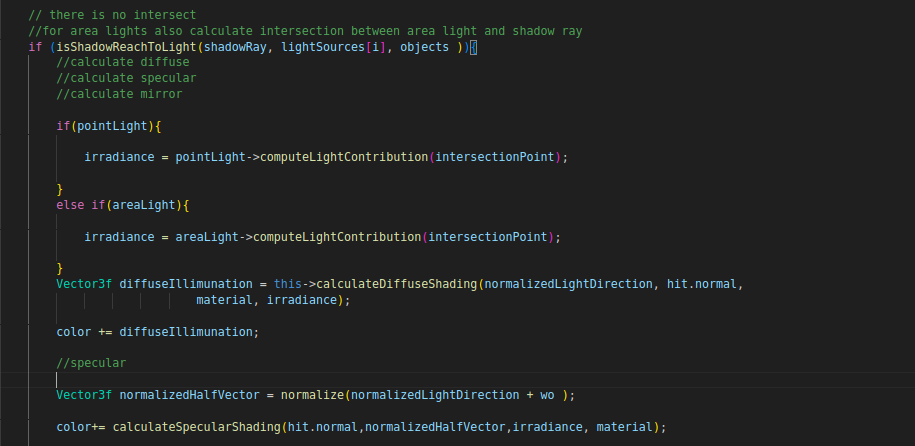 // there is no intersect
//for area lights also calculate intersection between area light and shadow ray
if (isShadowReachToLight(shadowRay, lightSources[i], objects )){
//calculate diffuse
//calculate specular
//calculate mirror
if(pointLight){
irradiance = pointLight->computeLightContribution(intersectionPoint);
}
else if(areaLight){
irradiance = areaLight->computeLightContribution(intersectionPoint);
}
Vector3f diffuseIllimunation = this->calculateDiffuseShading(normalizedLightDirection, hit.normal,
material, irradiance);
color += diffuseIllimunation;
//specular
Vector3f normalizedHalfVector = normalize(normalizedLightDirection + wo );
color+= calculateSpecularShading(hit.normal,normalizedHalfVector,irradiance, material);